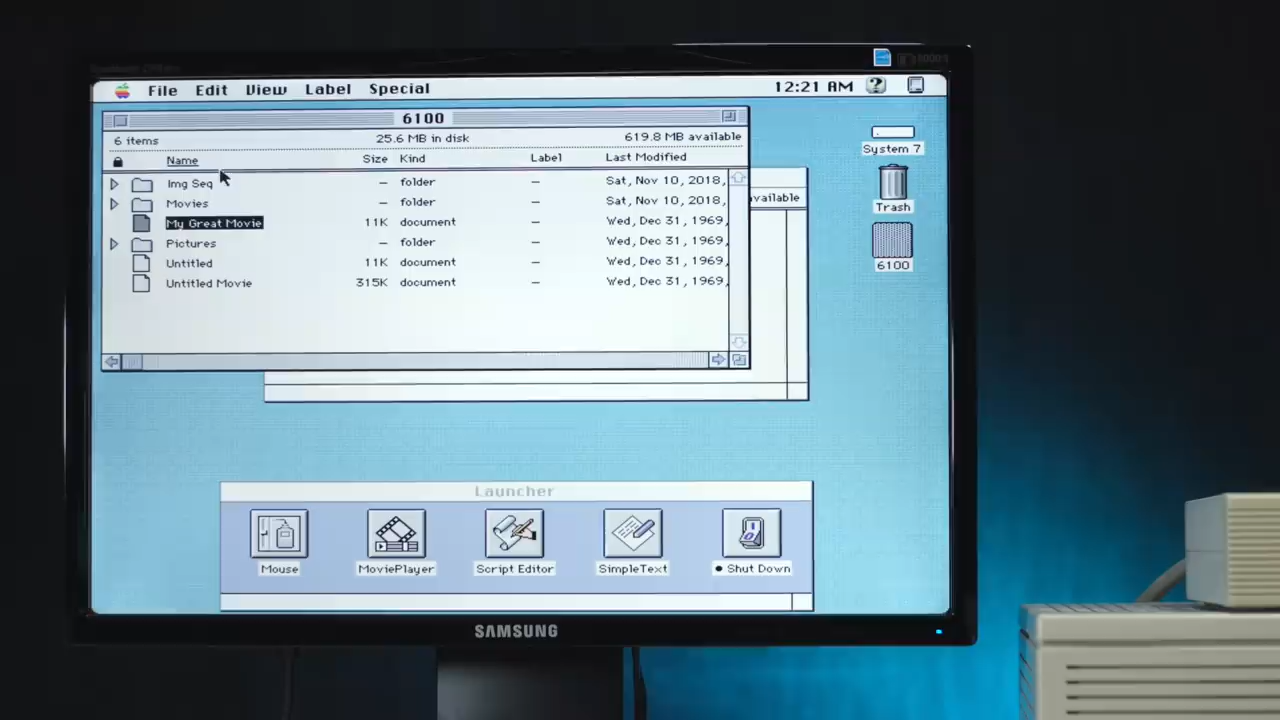 File Edit View Label Special 12:21 AM
6100
6 items 25.6 MB in disk 619.8 MB available
Name Size Kind Label Last Modified
Img Seq – folder – Sat, Nov 10, 2018,
Movies – folder – Sat, Nov 10, 2018,
My Great Movie 11K document – Wed, Dec 31, 1969,
Pictures – folder – Wed, Dec 31, 1969,
Untitled 11K document – Wed, Dec 31, 1969,
Untitled Movie 315K document – Wed, Dec 31, 1969,
available
System 7
Trash
6100
Launcher
Mouse MoviePlayer Script Editor SimpleText • Shut Down
SAMSUNG